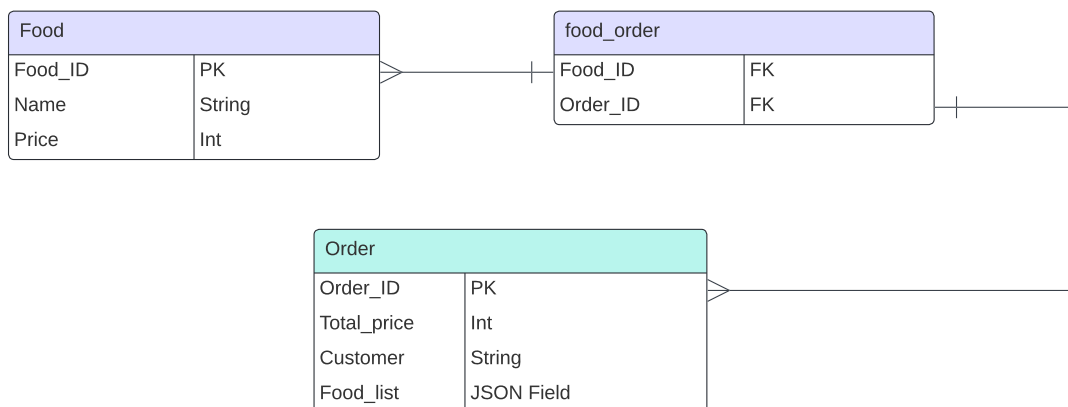 Food
Food_ID PK
Name String
Price Int
food_order
Food_ID FK
Order_ID FK
Order
Order_ID PK
Total_price Int
Customer String
Food_list JSON Field